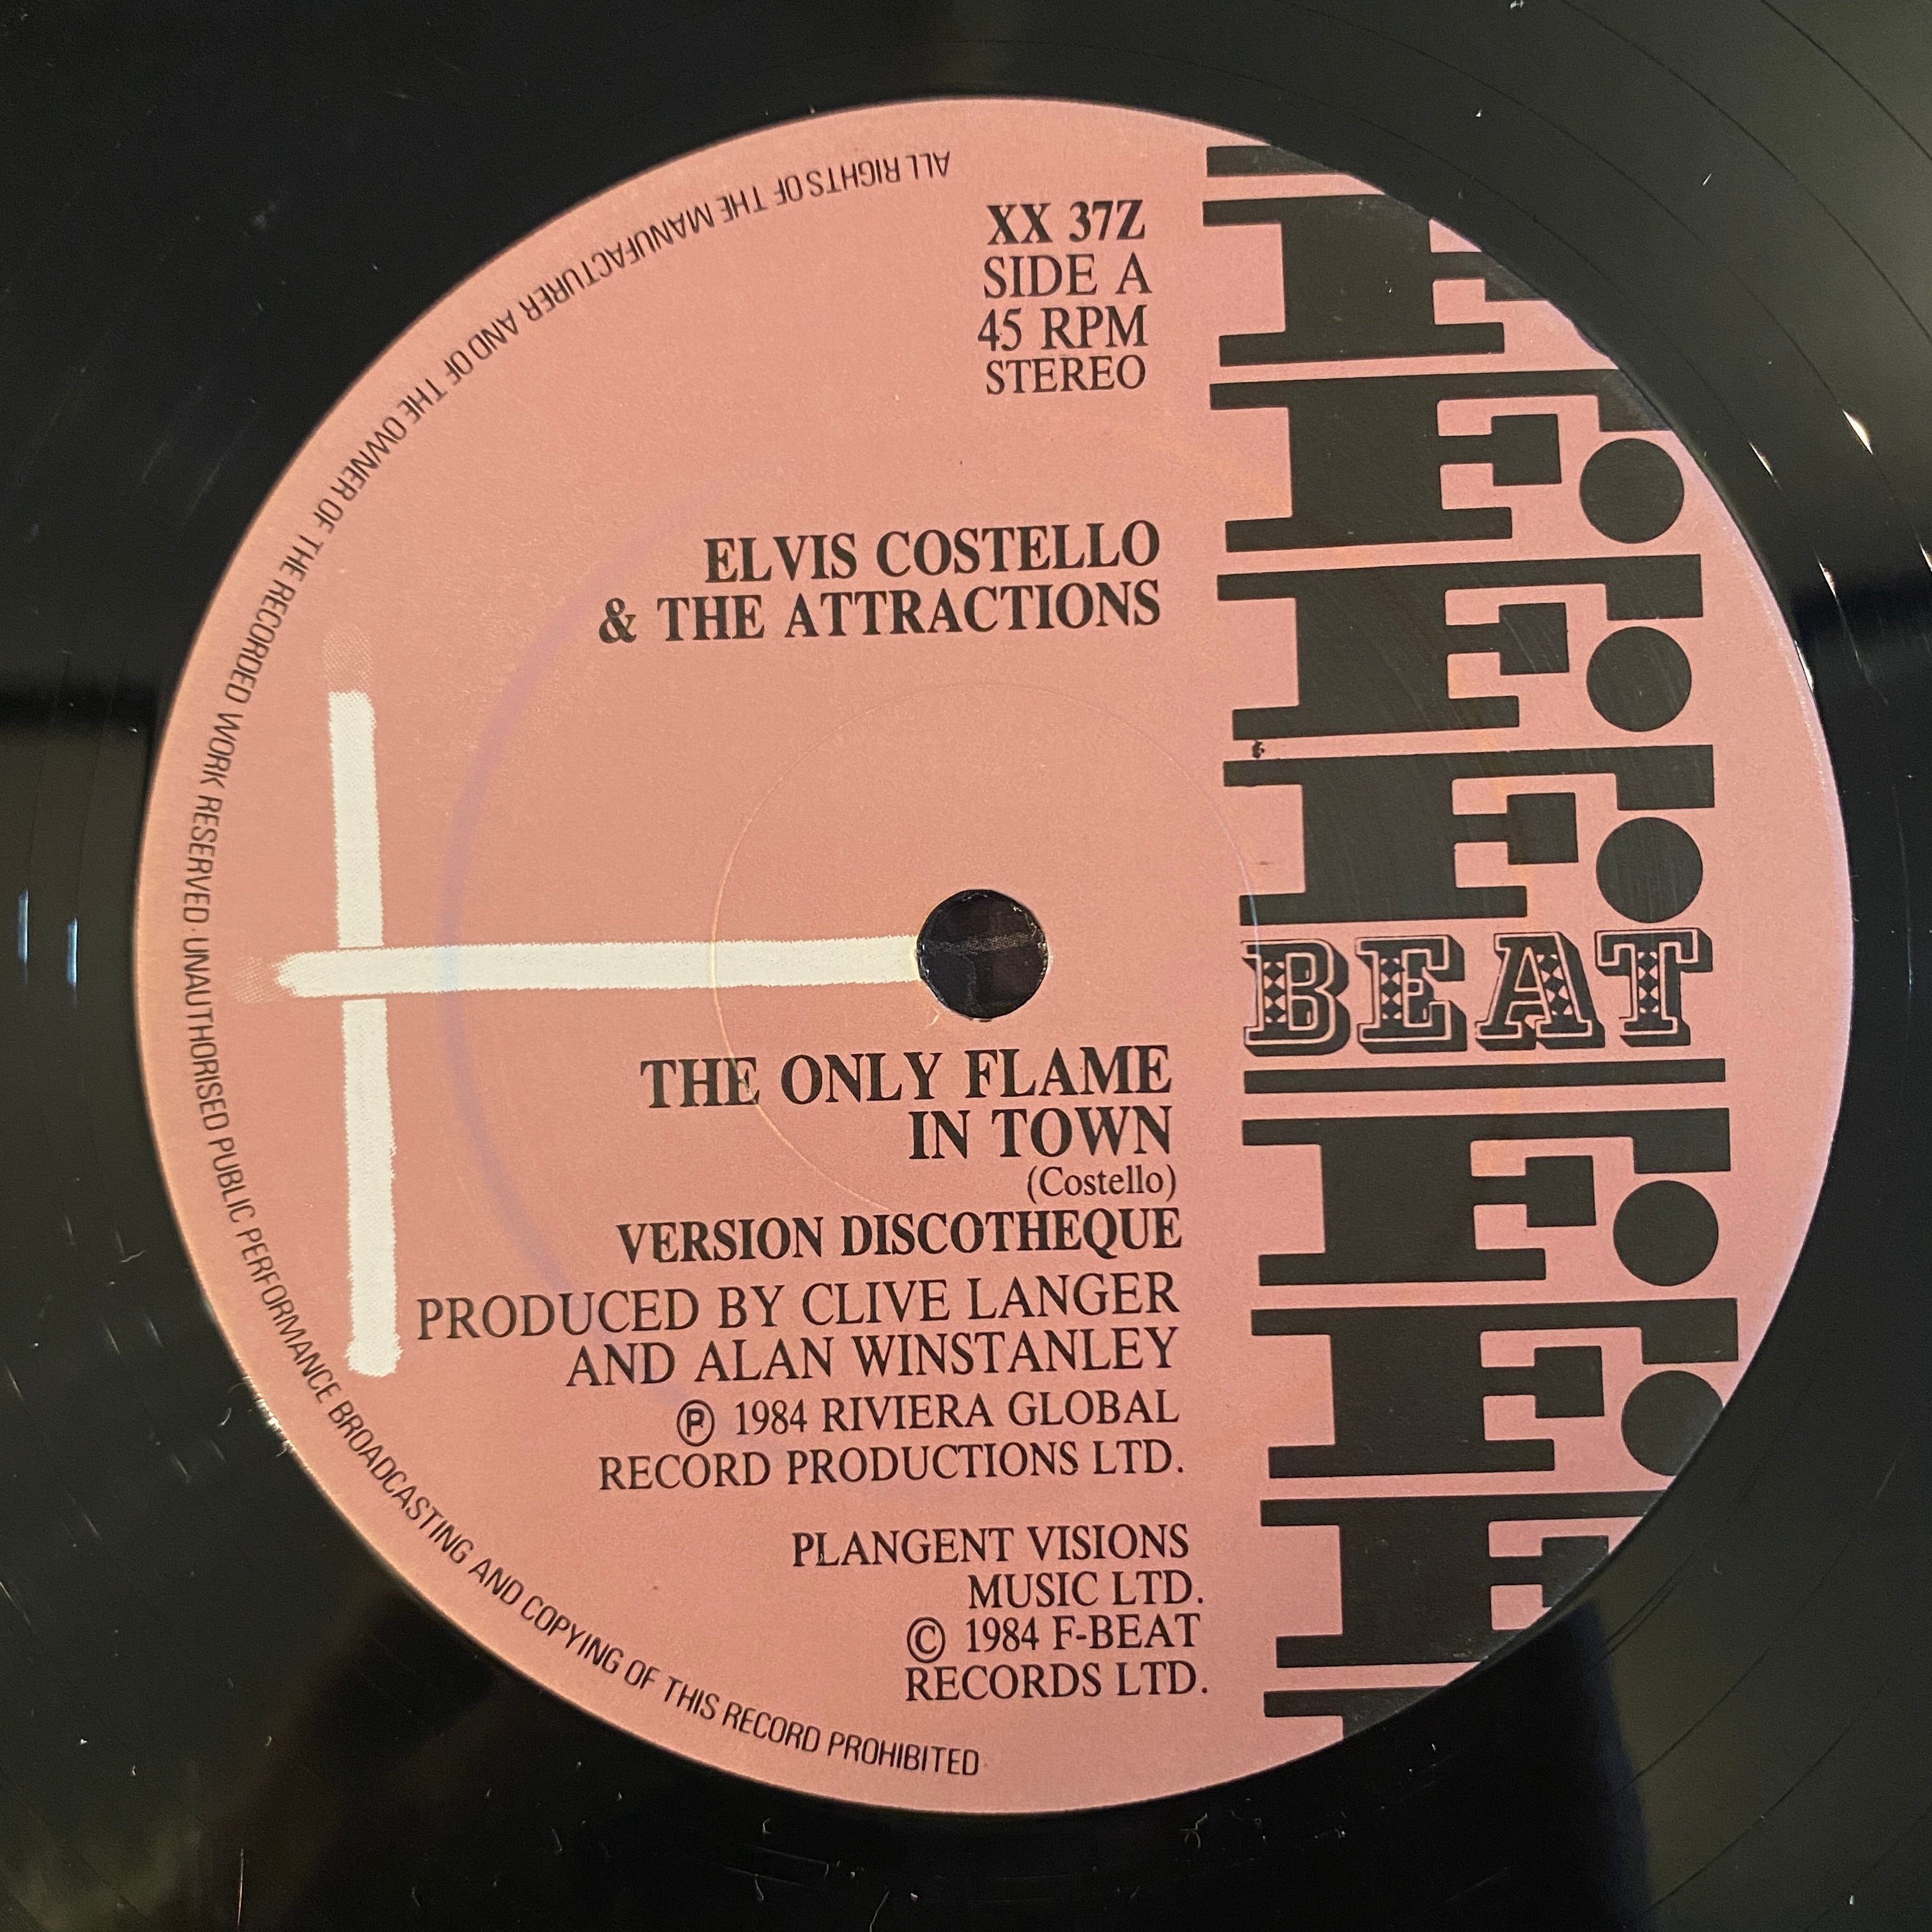 XX 37Z
SIDE A
45 RPM
STEREO
ELVIS COSTELLO
& THE ATTRACTIONS
THE ONLY FLAME
IN TOWN
(Costello)
VERSION DISCOTHEQUE
PRODUCED BY CLIVE LANGER
AND ALAN WINSTANLEY
Ⓟ 1984 RIVIERA GLOBAL
RECORD PRODUCTIONS LTD.
PLANGENT VISIONS
MUSIC LTD.
© 1984 F-BEAT
RECORDS LTD.
F
F
F
F
BEAT
F
F
F
ALL RIGHTS OF THE MANUFACTURER AND OF THE OWNER OF THE RECORDED WORK RESERVED · UNAUTHORISED PUBLIC PERFORMANCE BROADCASTING AND COPYING OF THIS RECORD PROHIBITED